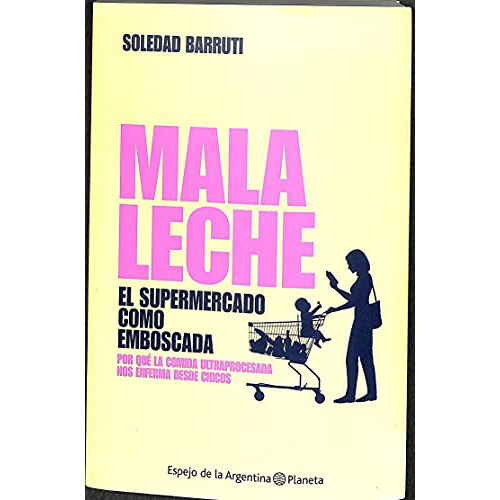 SOLEDAD BARRUTI
MALA
LECHE
EL SUPERMERCADO
COMO
EMBOSCADA
POR QUÉ LA COMIDA ULTRAPROCESADA
NOS ENFERMA DESDE CHICOS
Espejo de la Argentina Planeta